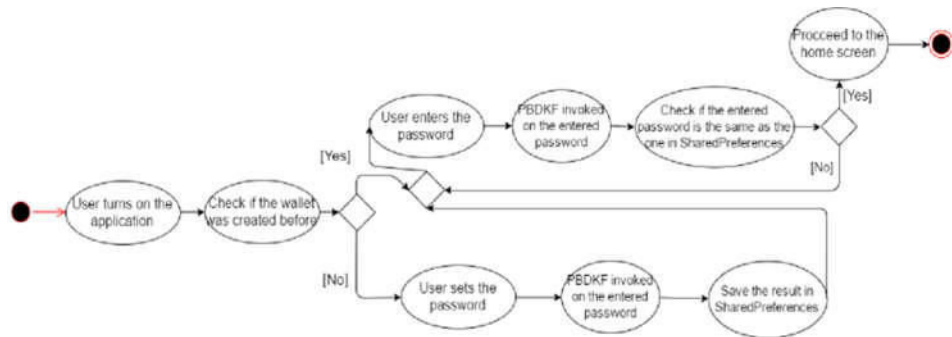 Procceed to the
home screen
[Yes]
User enters the
password
PBDKF invoked
on the entered
password
Check if the entered
password is the same as the
one in SharedPreferences
[Yes]
[No]
User turns on the
application
Check if the wallet
was created before
[No]
User sets the
password
PBDKF invoked
on the entered
password
Save the result in
SharedPreferences